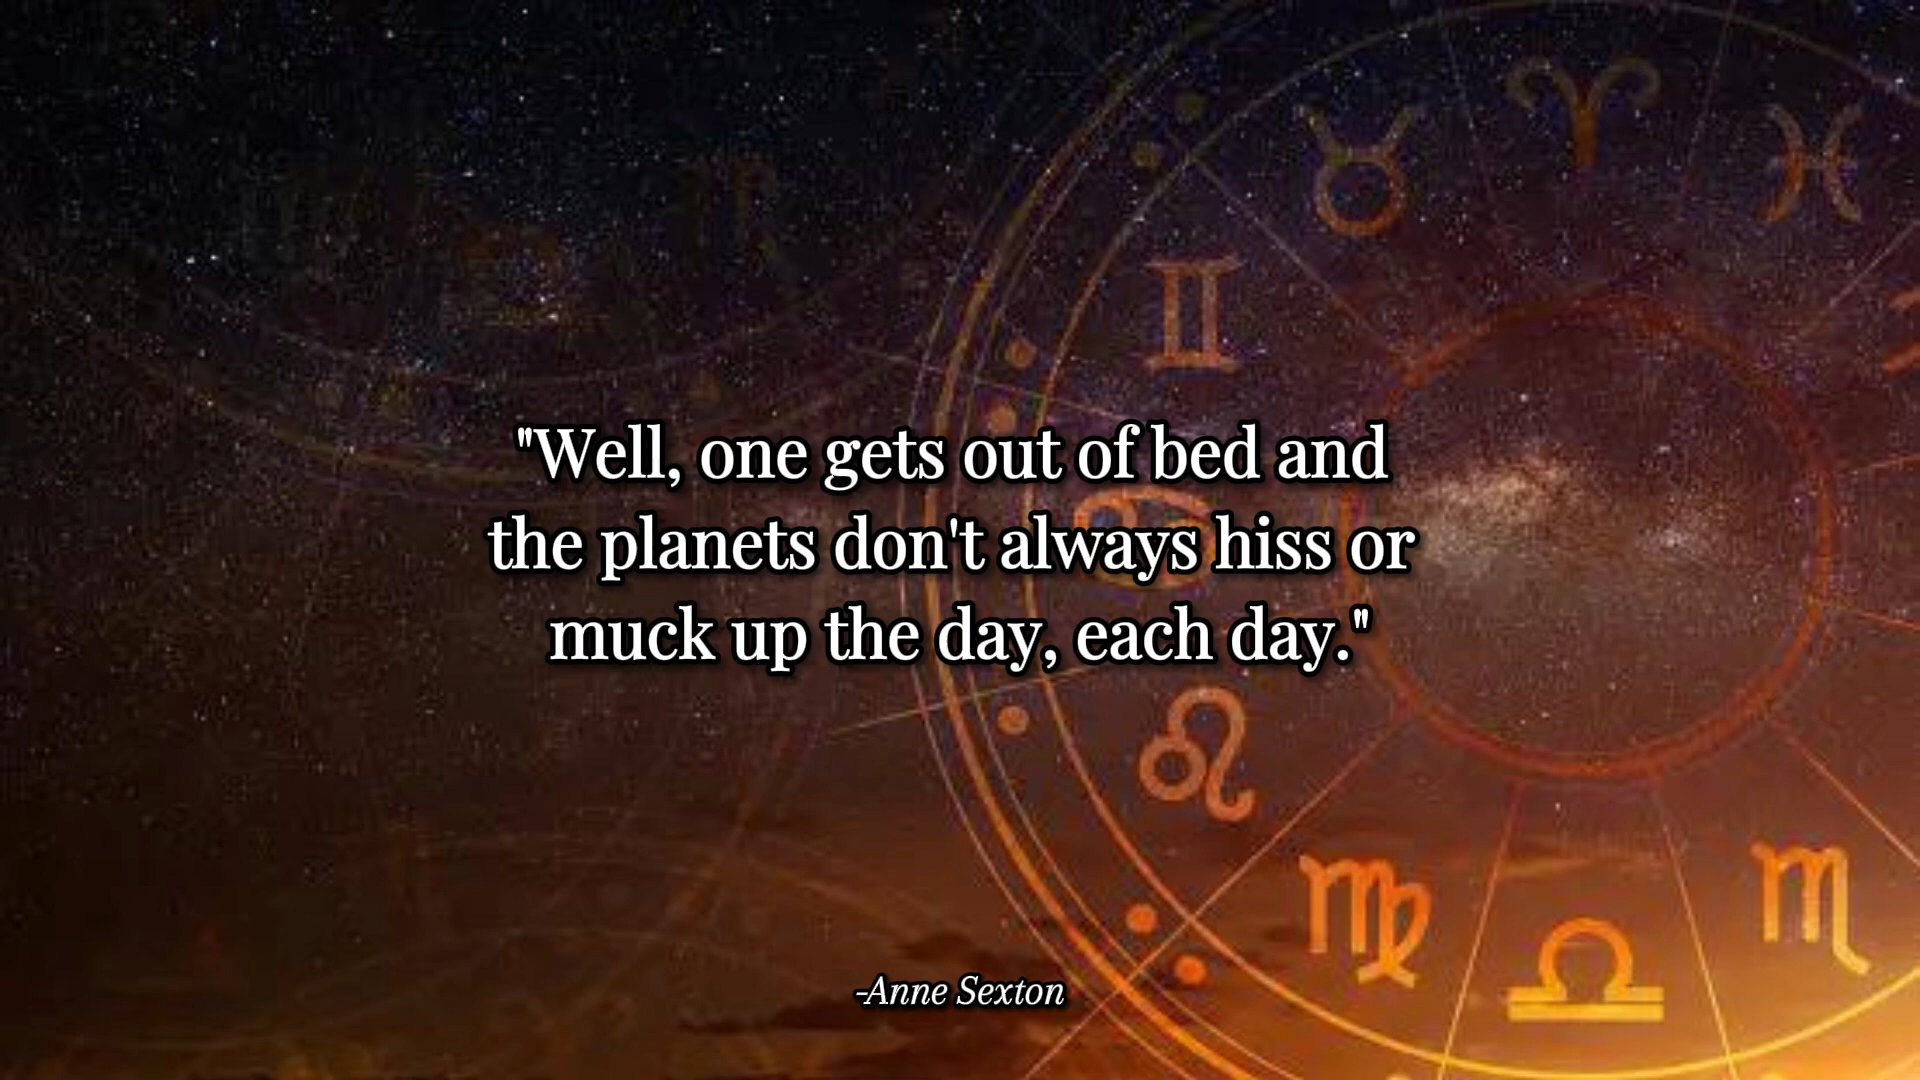 "Well, one gets out of bed and
the planets don't always hiss or
muck up the day, each day."
-Anne Sexton